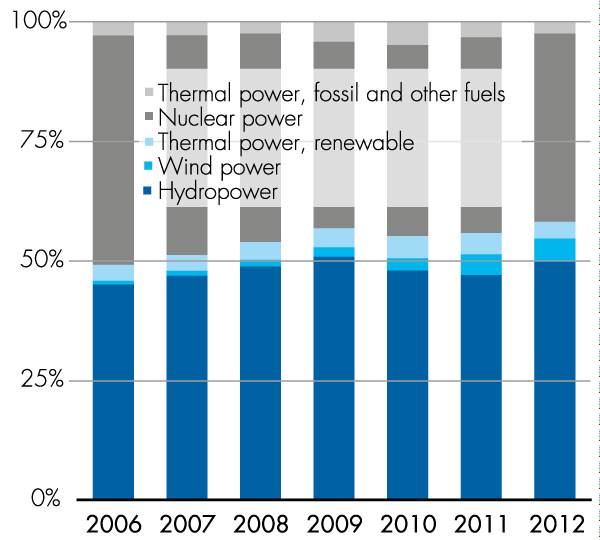 100%
Thermal power, fossil and other fuels
Nuclear power
75%
Thermal power, renewable
Wind power
Hydropower
50%
25%
0%
2006 2007 2008 2009 2010 2011 2012